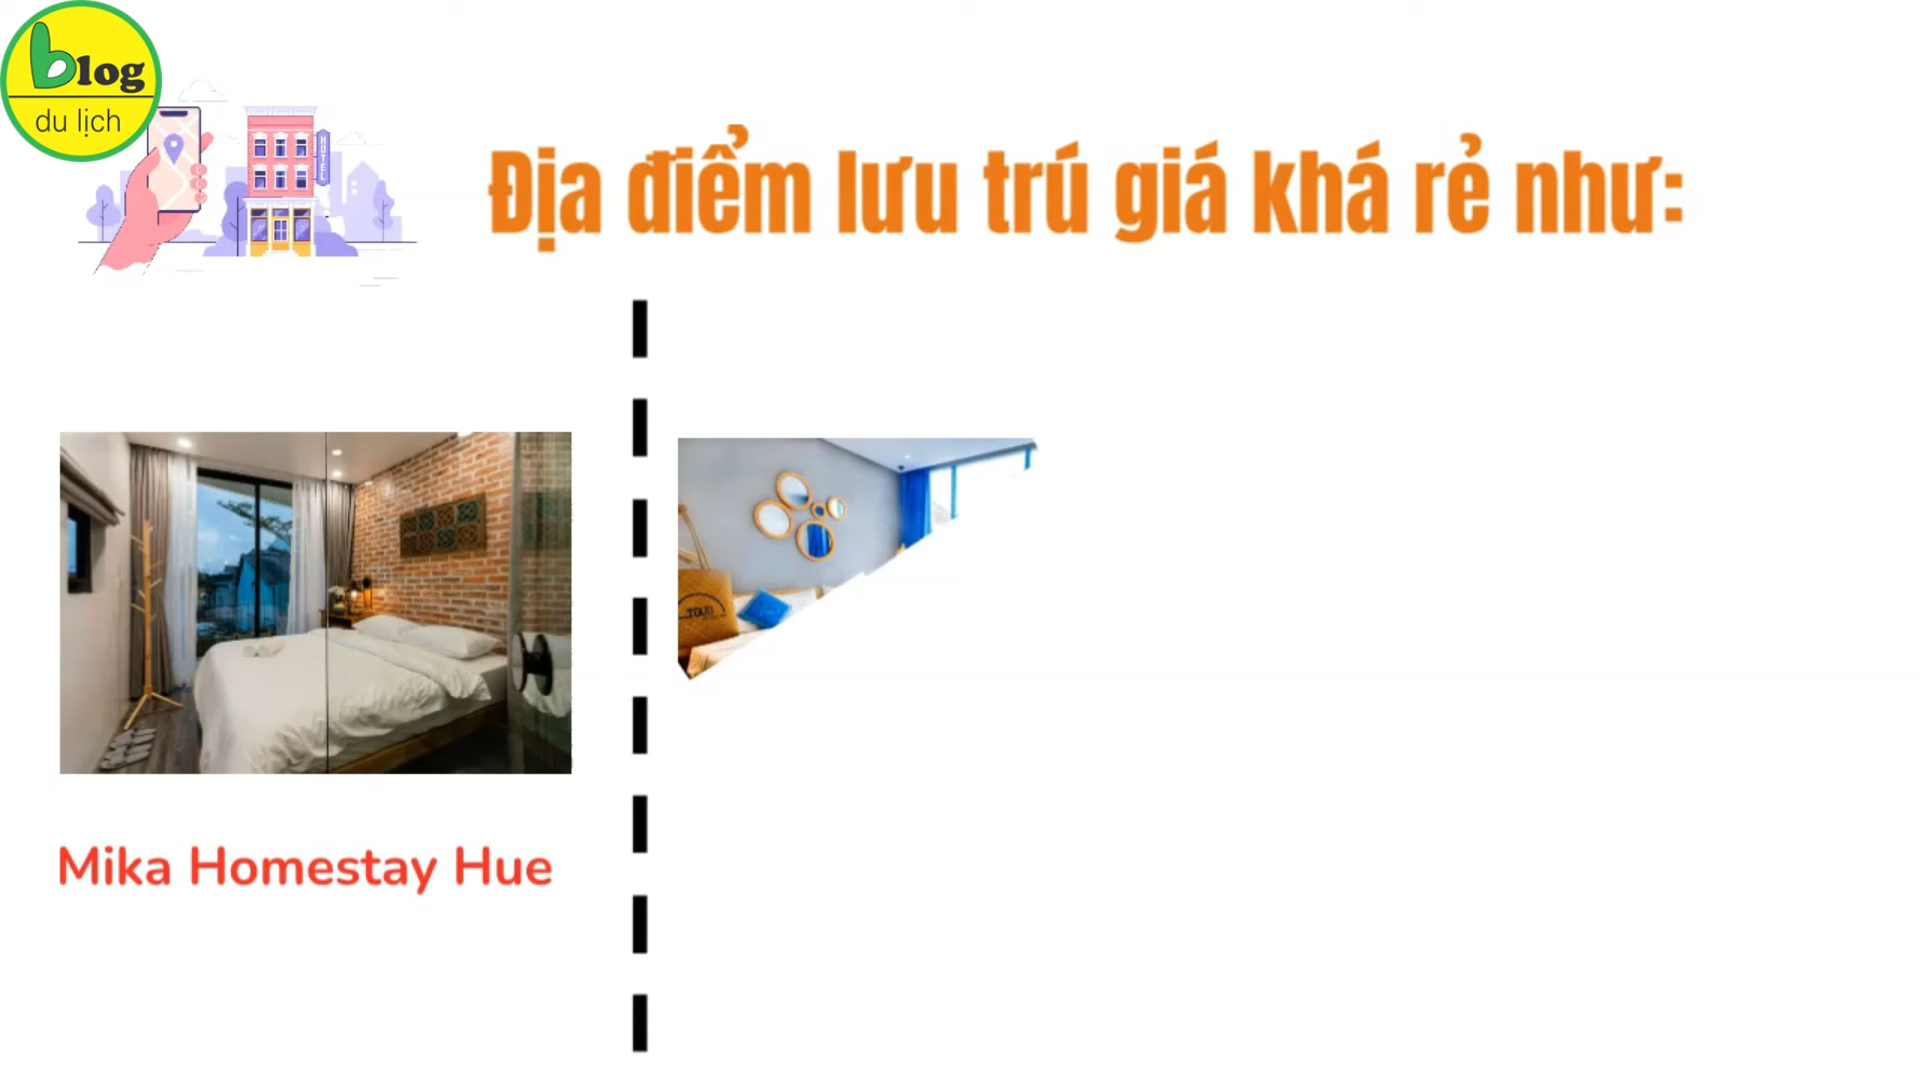 blog
du lịch
HOTEL
Địa điểm lưu trú giá khá rẻ như:
Mika Homestay Hue